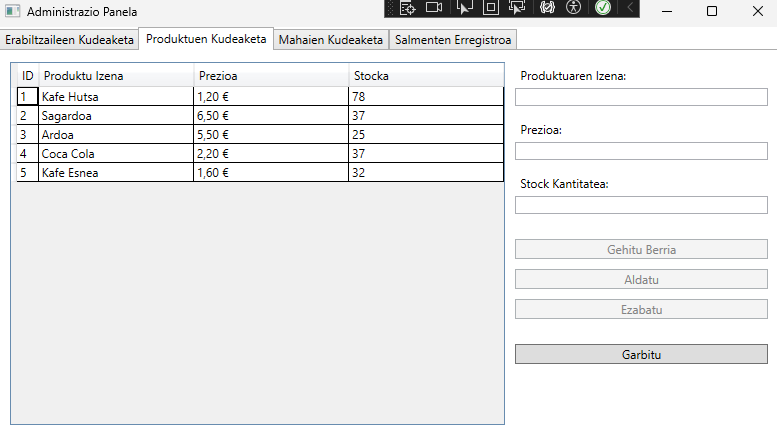 Administrazio Panela
Erabiltzaileen Kudeaketa Produktuen Kudeaketa Mahaien Kudeaketa Salmenten Erregistroa
ID Produktu Izena Prezioa Stocka
1 Kafe Hutsa 1,20 € 78
2 Sagardoa 6,50 € 37
3 Ardoa 5,50 € 25
4 Coca Cola 2,20 € 37
5 Kafe Esnea 1,60 € 32
Produktuaren Izena:
Prezioa:
Stock Kantitatea:
Gehitu Berria
Aldatu
Ezabatu
Garbitu